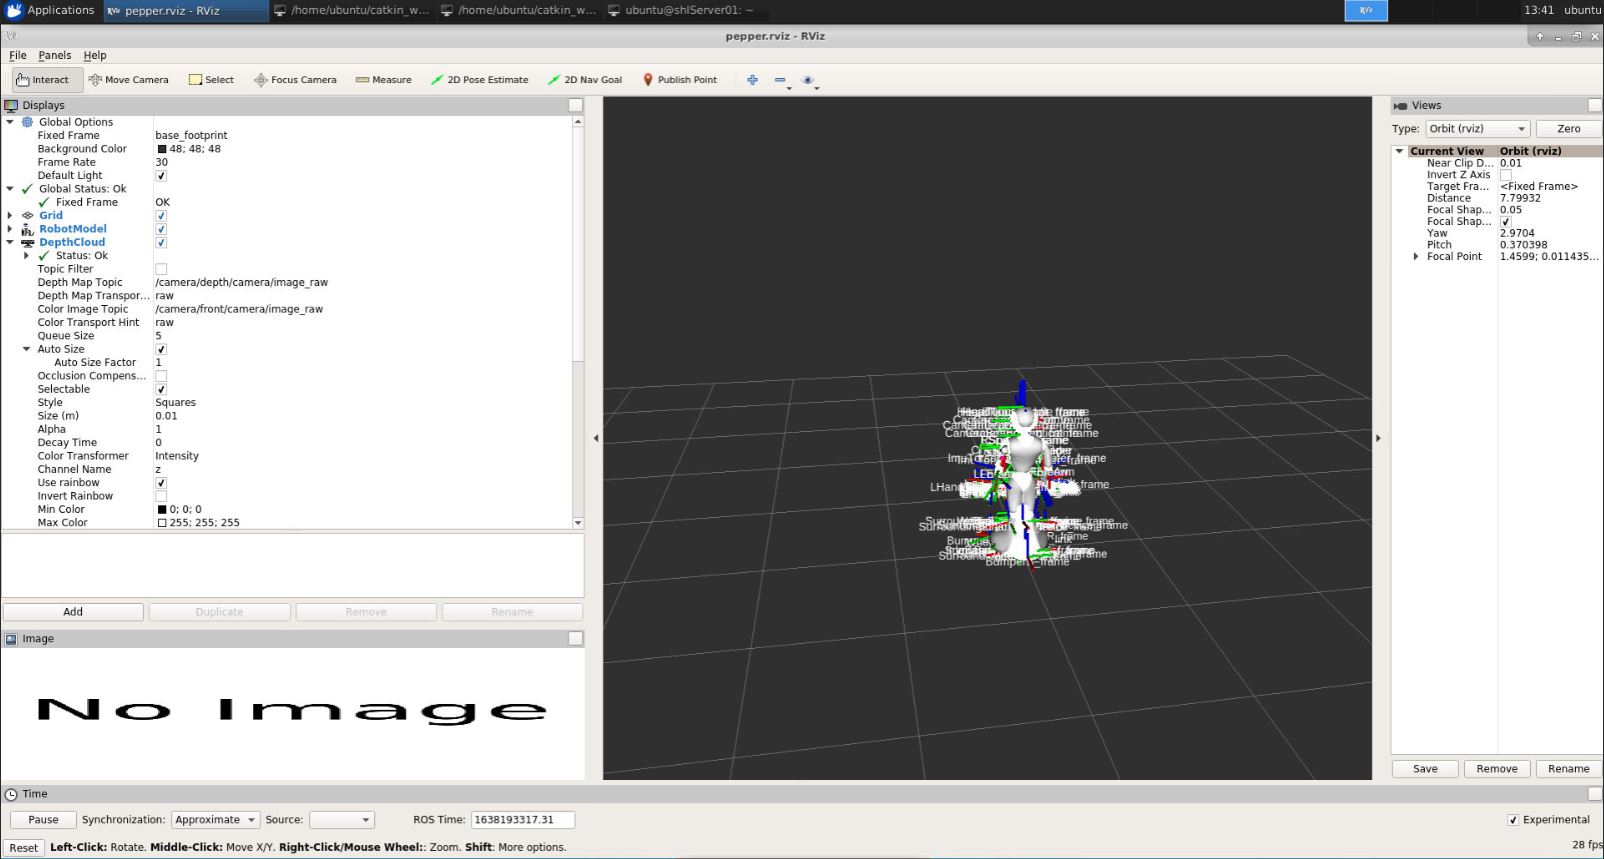 Applications
pepper.rviz - RViz
/home/ubuntu/catkin_w...
/home/ubuntu/catkin_w...
ubuntu@shlServer01: ~
13:41 ubuntu
pepper.rviz - RViz
File Panels Help
Interact Move Camera Select Focus Camera Measure 2D Pose Estimate 2D Nav Goal Publish Point
Displays
Global Options
Fixed Frame base_footprint
Background Color 48; 48; 48
Frame Rate 30
Default Light
Global Status: Ok
Fixed Frame OK
Grid
RobotModel
DepthCloud
Status: Ok
Topic Filter
Depth Map Topic /camera/depth/camera/image_raw
Depth Map Transpor... raw
Color Image Topic /camera/front/camera/image_raw
Color Transport Hint raw
Queue Size 5
Auto Size
Auto Size Factor 1
Occlusion Compens...
Selectable
Style Squares
Size (m) 0.01
Alpha 1
Decay Time 0
Color Transformer Intensity
Channel Name z
Use rainbow
Invert Rainbow
Min Color 0; 0; 0
Max Color 255; 255; 255
Add Duplicate Remove Rename
Image
No Image
Bumper
_frame
Views
Type: Orbit (rviz) Zero
Current View Orbit (rviz)
Near Clip D... 0.01
Invert Z Axis
Target Fra... <Fixed Frame>
Distance 7.79932
Focal Shap... 0.05
Focal Shap...
Yaw 2.9704
Pitch 0.370398
Focal Point 1.4599; 0.011435...
Save Remove Rename
Time
Pause Synchronization: Approximate Source: ROS Time: 1638193317.31 Experimental
Reset Left-Click: Rotate. Middle-Click: Move X/Y. Right-Click/Mouse Wheel:: Zoom. Shift: More options. 28 fps